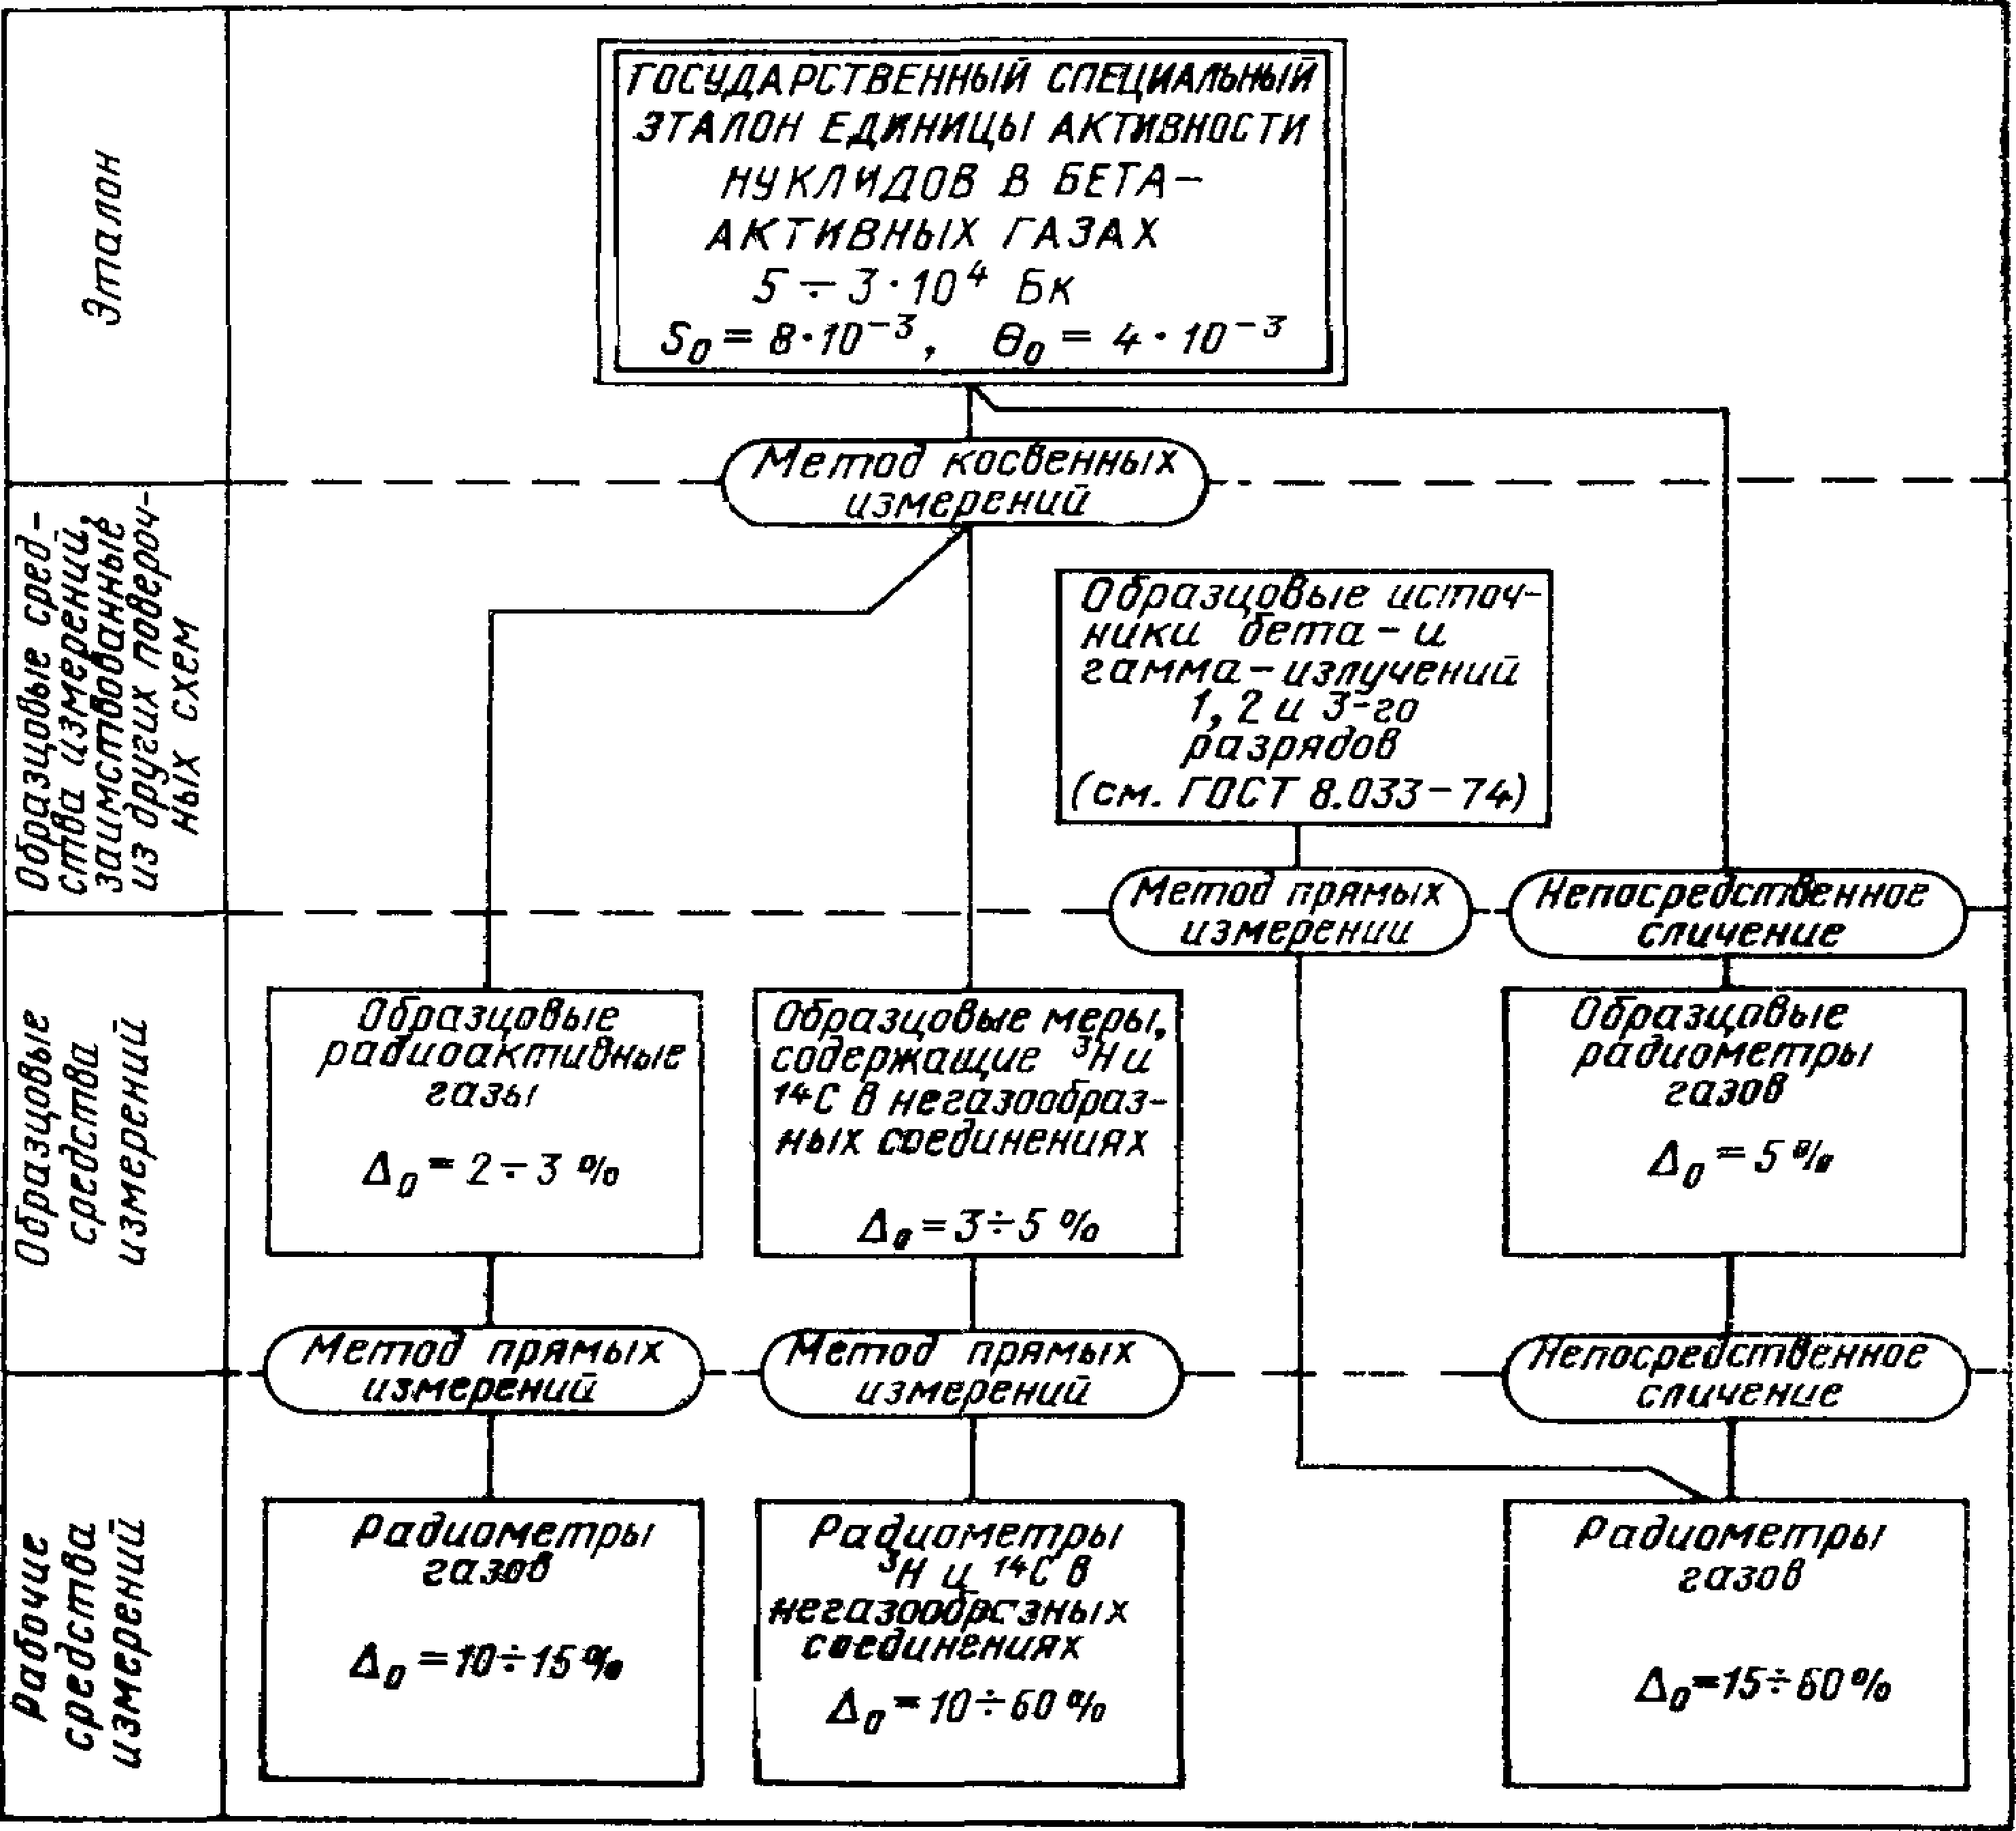 Эталон
ГОСУДАРСТВЕННЫЙ СПЕЦИАЛЬНЫЙ
ЭТАЛОН ЕДИНИЦЫ АКТИВНОСТИ
НУКЛИДОВ В БЕТА-
АКТИВНЫХ ГАЗАХ
5 ÷ 3·10⁴ Бк
S₀ = 8·10⁻³, Θ₀ = 4·10⁻³
Метод косвенных
измерений
Образцовые сред-
ства измерений,
заимствованные
из других повероч-
ных схем
Образцовые источ-
ники бета- и
гамма-излучений
1, 2 и 3-го
разрядов
(см. ГОСТ 8.033-74)
Метод прямых
измерении
Непосредственное
сличение
Образцовые
средства
измерений
Образцовые
радиоактивные
газы
Δ₀ = 2 ÷ 3 %
Образцовые меры,
содержащие ³H и
¹⁴C в негазообраз-
ных соединениях
Δ₀ = 3 ÷ 5 %
Образцовые
радиометры
газов
Δ₀ = 5 %
Метод прямых
измерений
Метод прямых
измерений
Непосредственное
сличение
Рабочие
средства
измерений
Радиометры
газов
Δ₀ = 10 ÷ 15 %
Радиометры
³H и ¹⁴C в
негазообразных
соединениях
Δ₀ = 10 ÷ 60 %
Радиометры
газов
Δ₀ = 15 ÷ 60 %